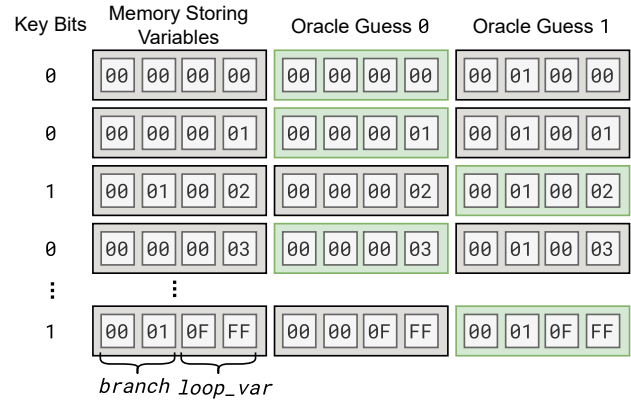 Key Bits Memory Storing Variables Oracle Guess 0 Oracle Guess 1
0 00 00 00 00 00 00 00 00 00 01 00 00
0 00 00 00 01 00 00 00 01 00 01 00 01
1 00 01 00 02 00 00 00 02 00 01 00 02
0 00 00 00 03 00 00 00 03 00 01 00 03
⋮ ⋮
1 00 01 0F FF 00 00 0F FF 00 01 0F FF
branch loop_var